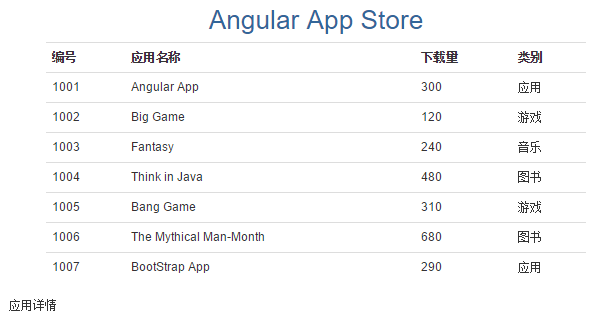 Angular App Store
编号 应用名称 下载量 类别
1001 Angular App 300 应用
1002 Big Game 120 游戏
1003 Fantasy 240 音乐
1004 Think in Java 480 图书
1005 Bang Game 310 游戏
1006 The Mythical Man-Month 680 图书
1007 BootStrap App 290 应用
应用详情